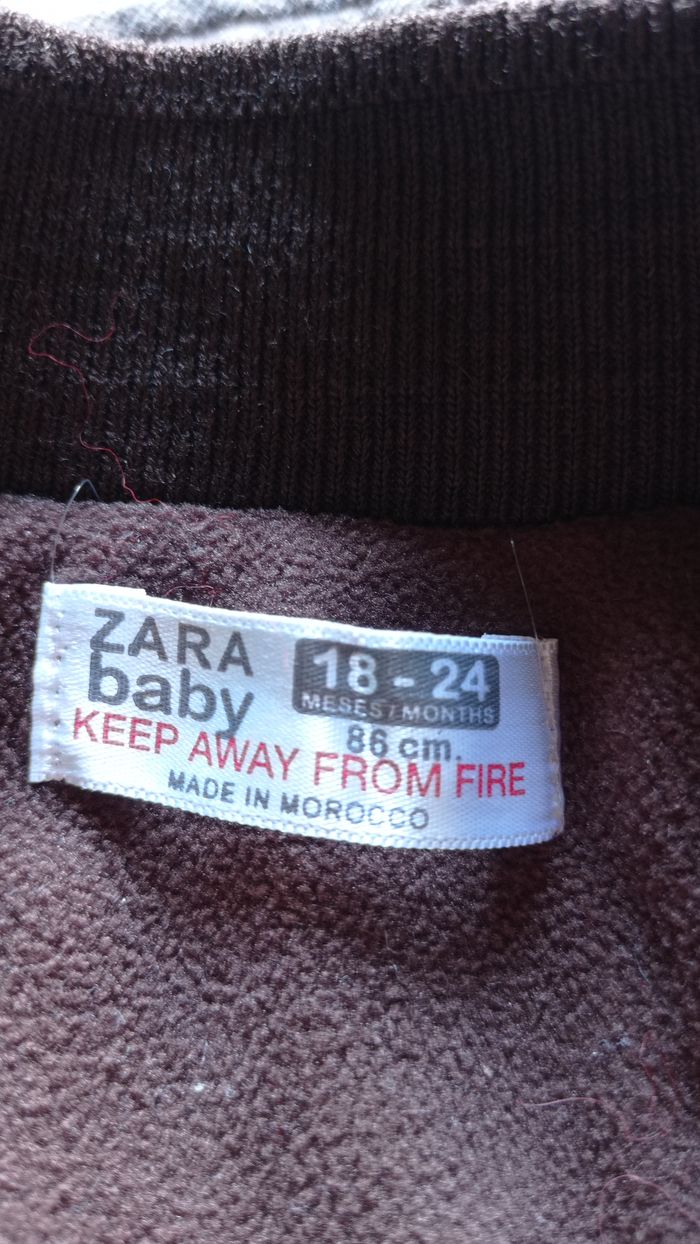 ZARA
baby
18 - 24
MESES / MONTHS
86 cm.
KEEP AWAY FROM FIRE
MADE IN MOROCCO